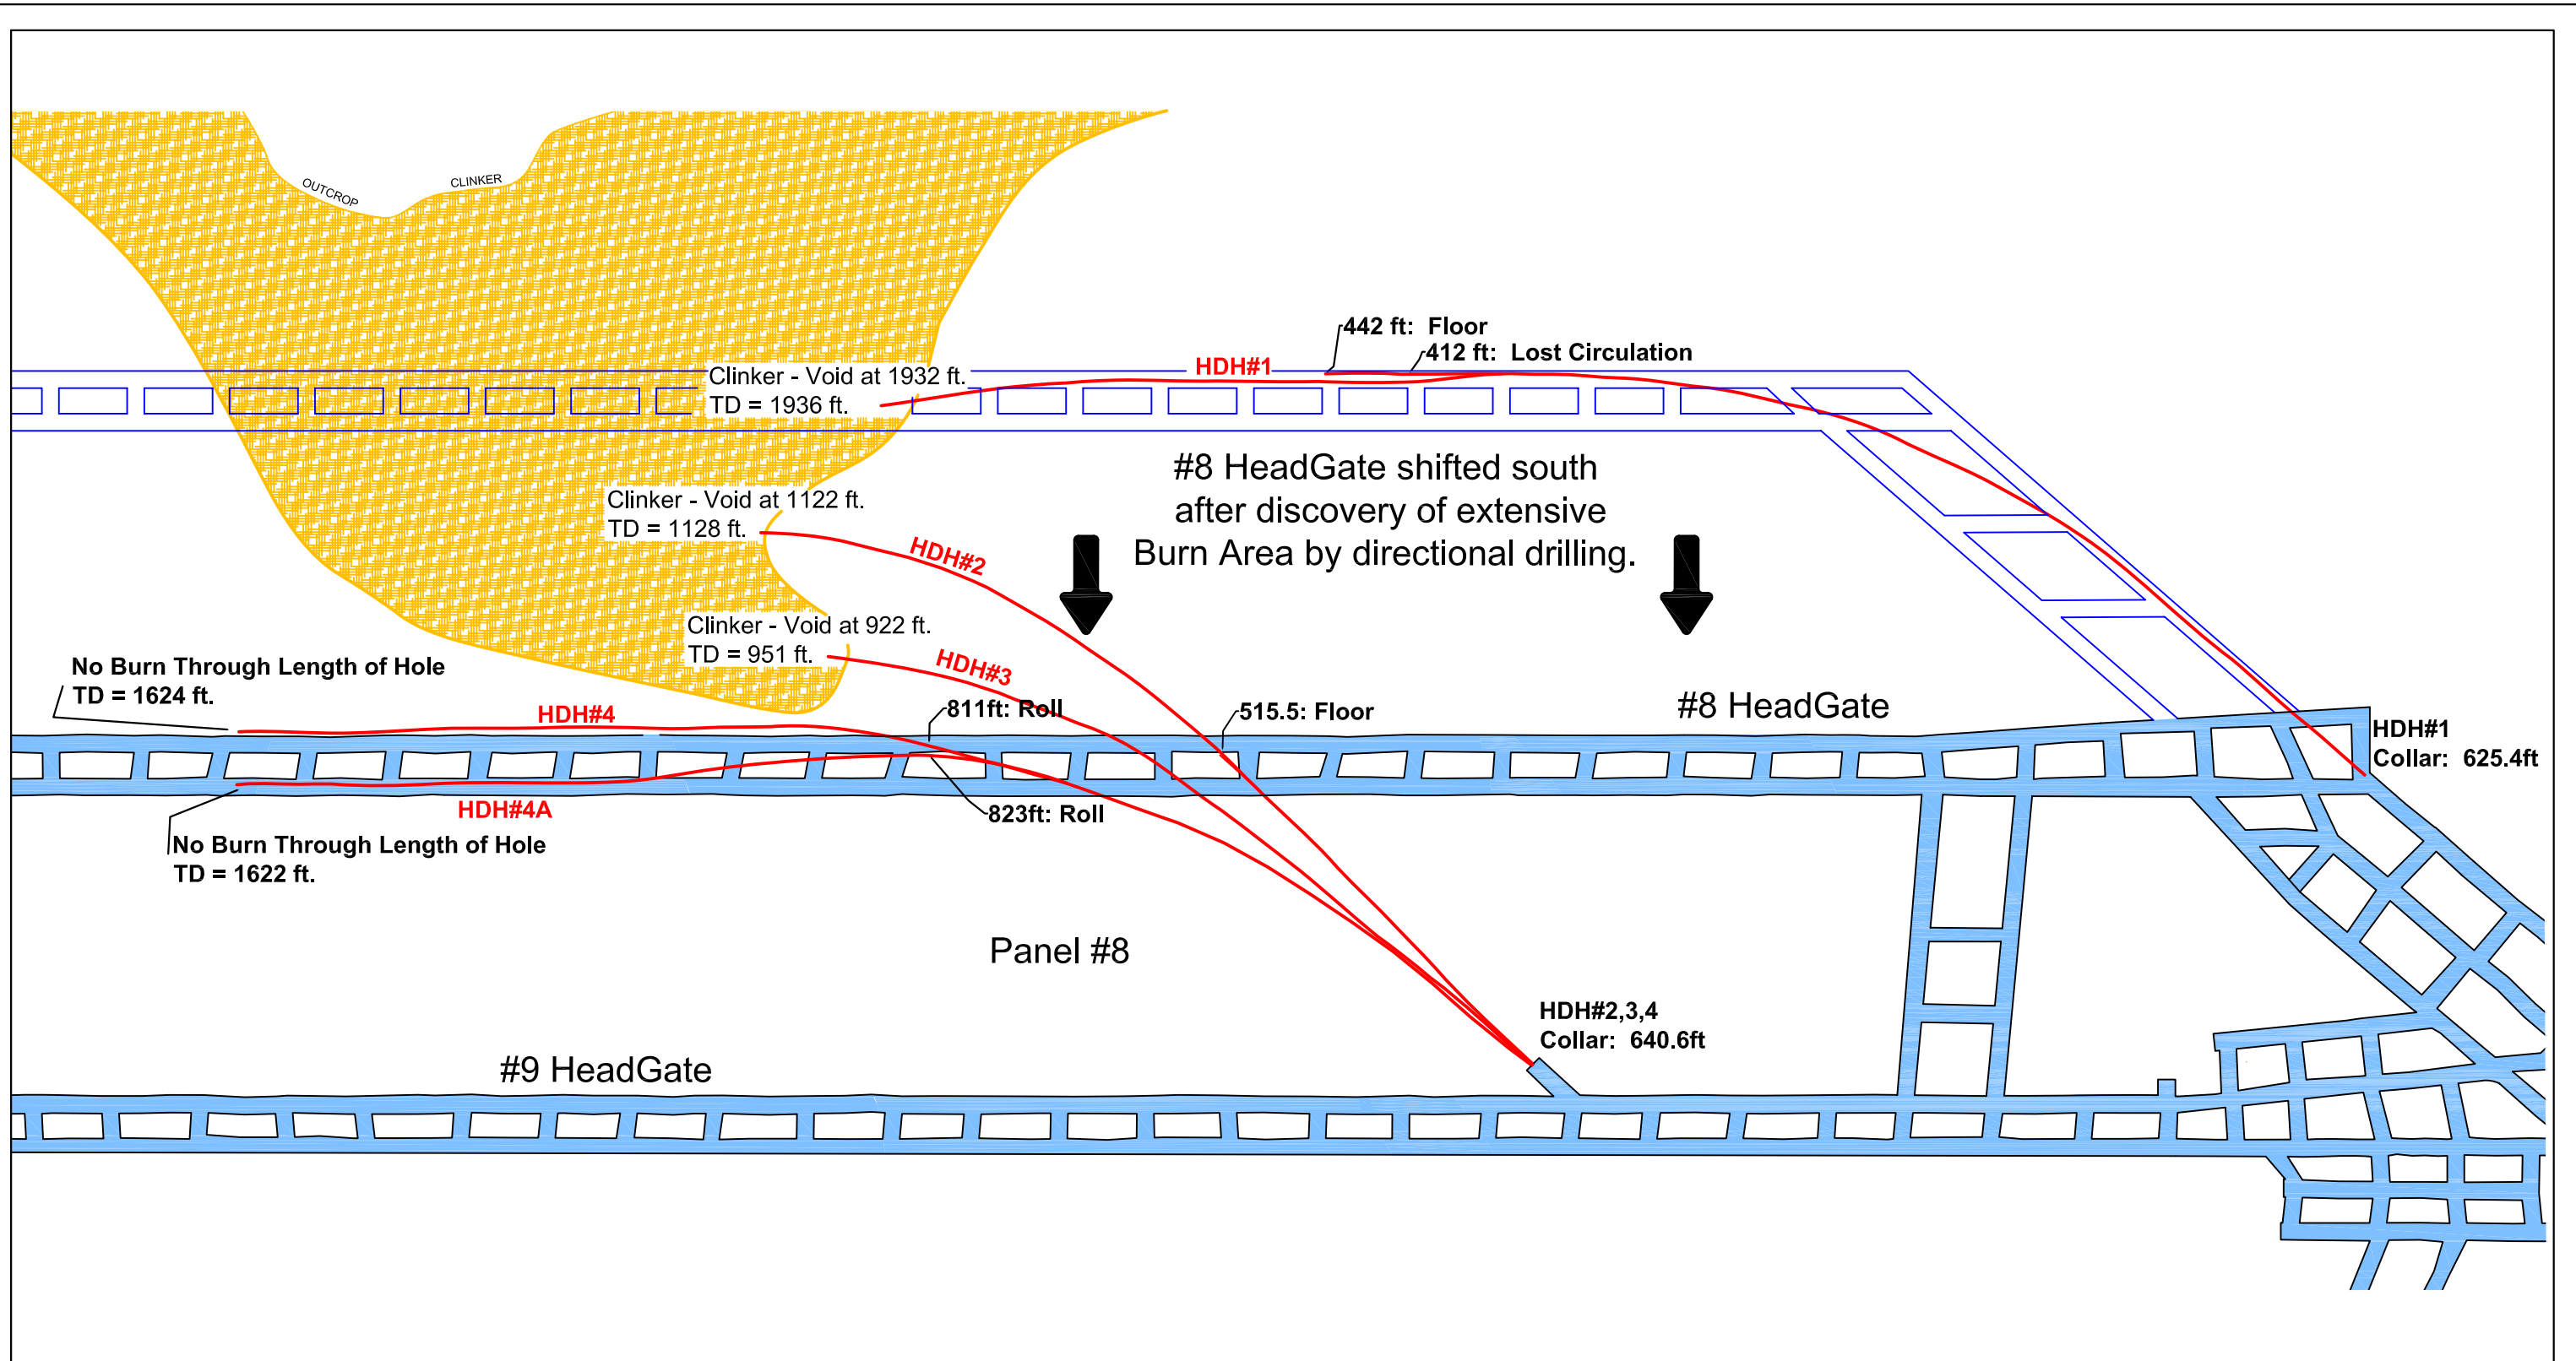 OUTCROP
CLINKER
442 ft:  Floor
412 ft:  Lost Circulation
HDH#1
Clinker - Void at 1932 ft.
TD = 1936 ft.
#8 HeadGate shifted south
after discovery of extensive
Burn Area by directional drilling.
Clinker - Void at 1122 ft.
TD = 1128 ft.
HDH#2
Clinker - Void at 922 ft.
TD = 951 ft.
HDH#3
No Burn Through Length of Hole
TD = 1624 ft.
HDH#4
811ft: Roll
515.5: Floor
#8 HeadGate
HDH#1
Collar:  625.4ft
HDH#4A
823ft: Roll
No Burn Through Length of Hole
TD = 1622 ft.
Panel #8
HDH#2,3,4
Collar:  640.6ft
#9 HeadGate